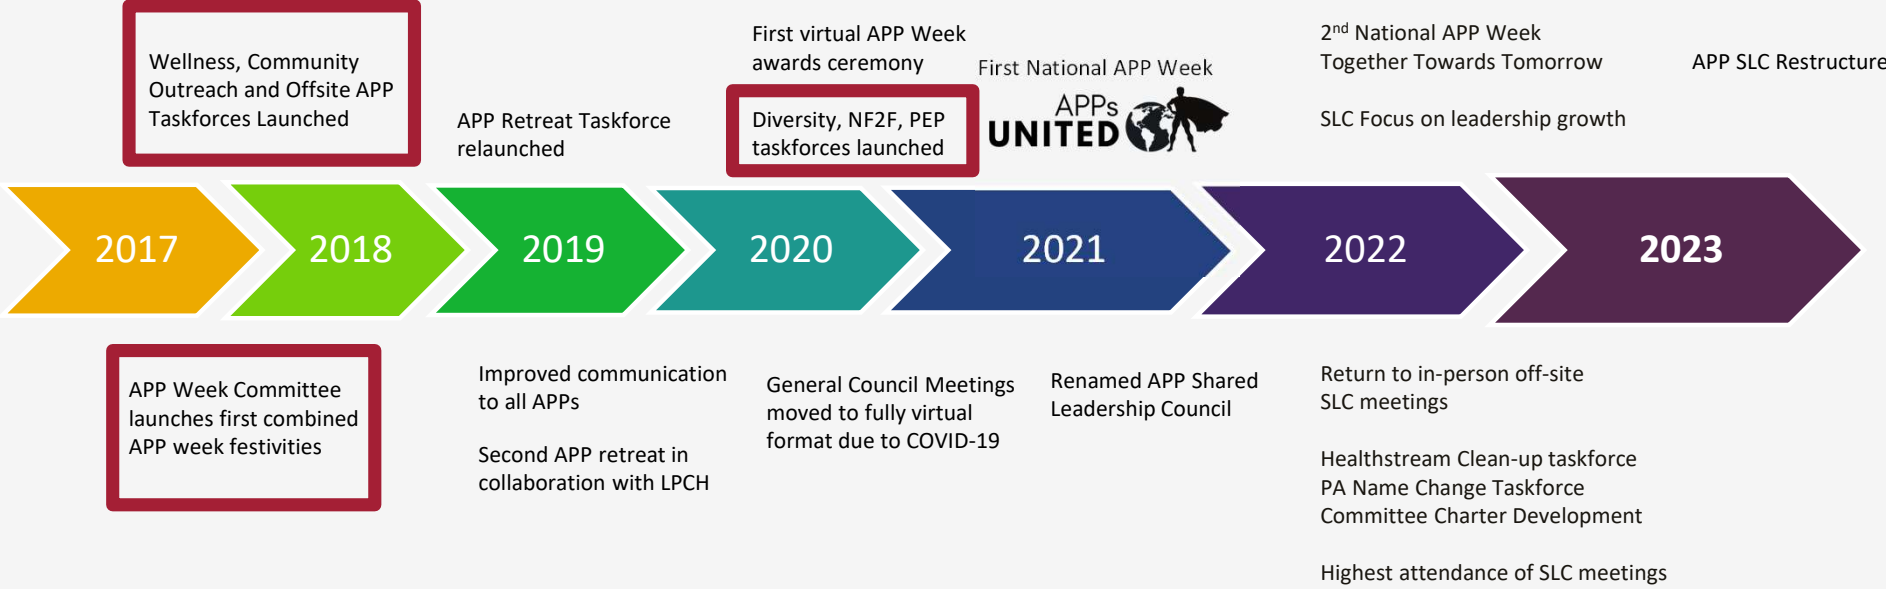 Wellness, Community
Outreach and Offsite APP
Taskforces Launched
APP Retreat Taskforce
relaunched
First virtual APP Week
awards ceremony
Diversity, NF2F, PEP
taskforces launched
First National APP Week
APPs
UNITED
2nd National APP Week
Together Towards Tomorrow
SLC Focus on leadership growth
APP SLC Restructure
2017
2018
2019
2020
2021
2022
2023
APP Week Committee
launches first combined
APP week festivities
Improved communication
to all APPs
Second APP retreat in
collaboration with LPCH
General Council Meetings
moved to fully virtual
format due to COVID-19
Renamed APP Shared
Leadership Council
Return to in-person off-site
SLC meetings
Healthstream Clean-up taskforce
PA Name Change Taskforce
Committee Charter Development
Highest attendance of SLC meetings